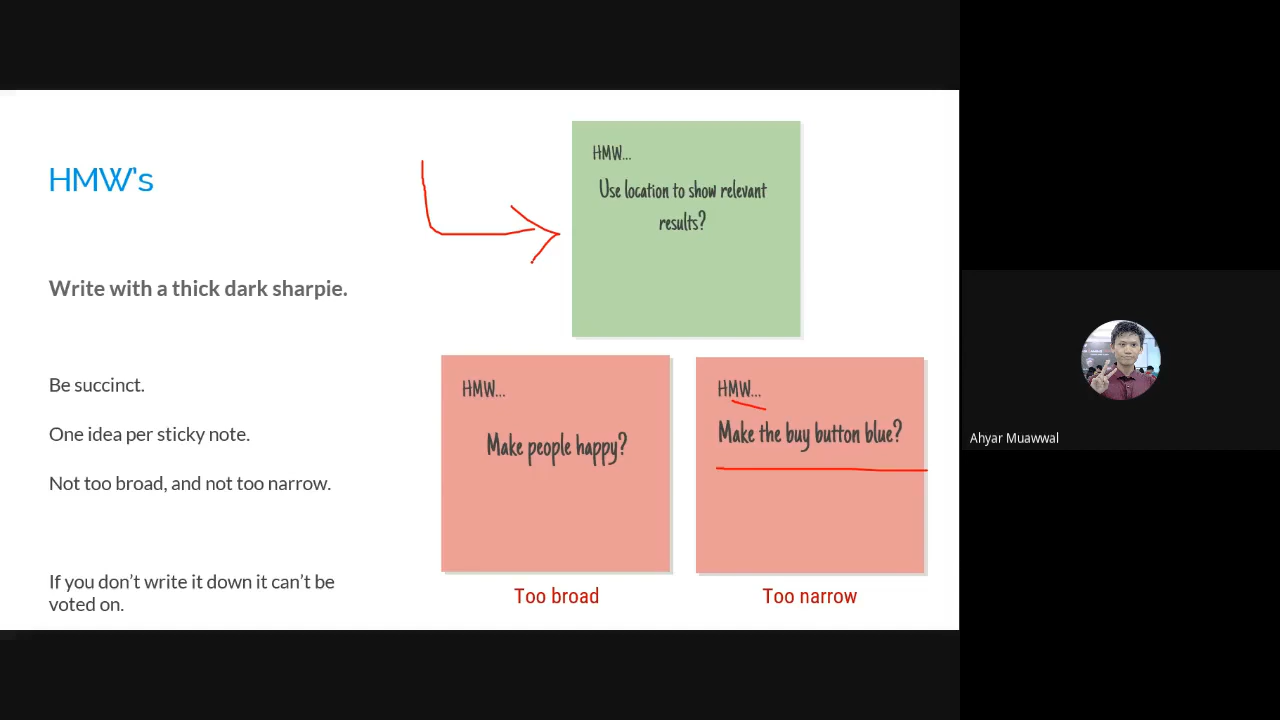 HMW's
Write with a thick dark sharpie.
Be succinct.
One idea per sticky note.
Not too broad, and not too narrow.
If you don't write it down it can't be
voted on.
HMW...
Use location to show relevant
results?
HMW...
Make people happy?
Too broad
HMW...
Make the buy button blue?
Too narrow
Ahyar Muawwal